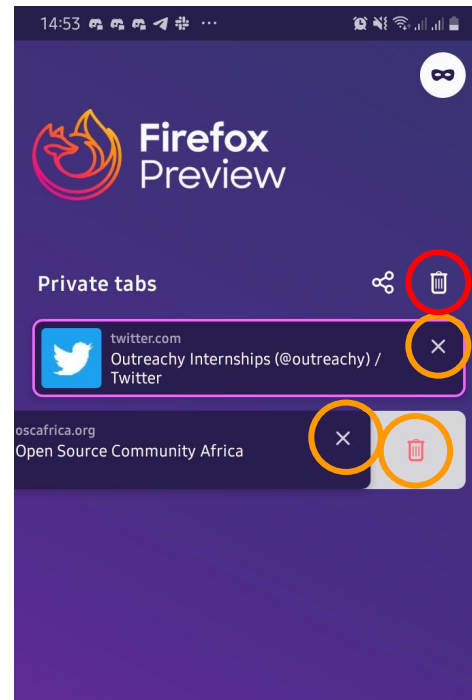 14:53
Firefox
Preview
Private tabs
twitter.com
Outreachy Internships (@outreachy) /
Twitter
oscafrica.org
Open Source Community Africa